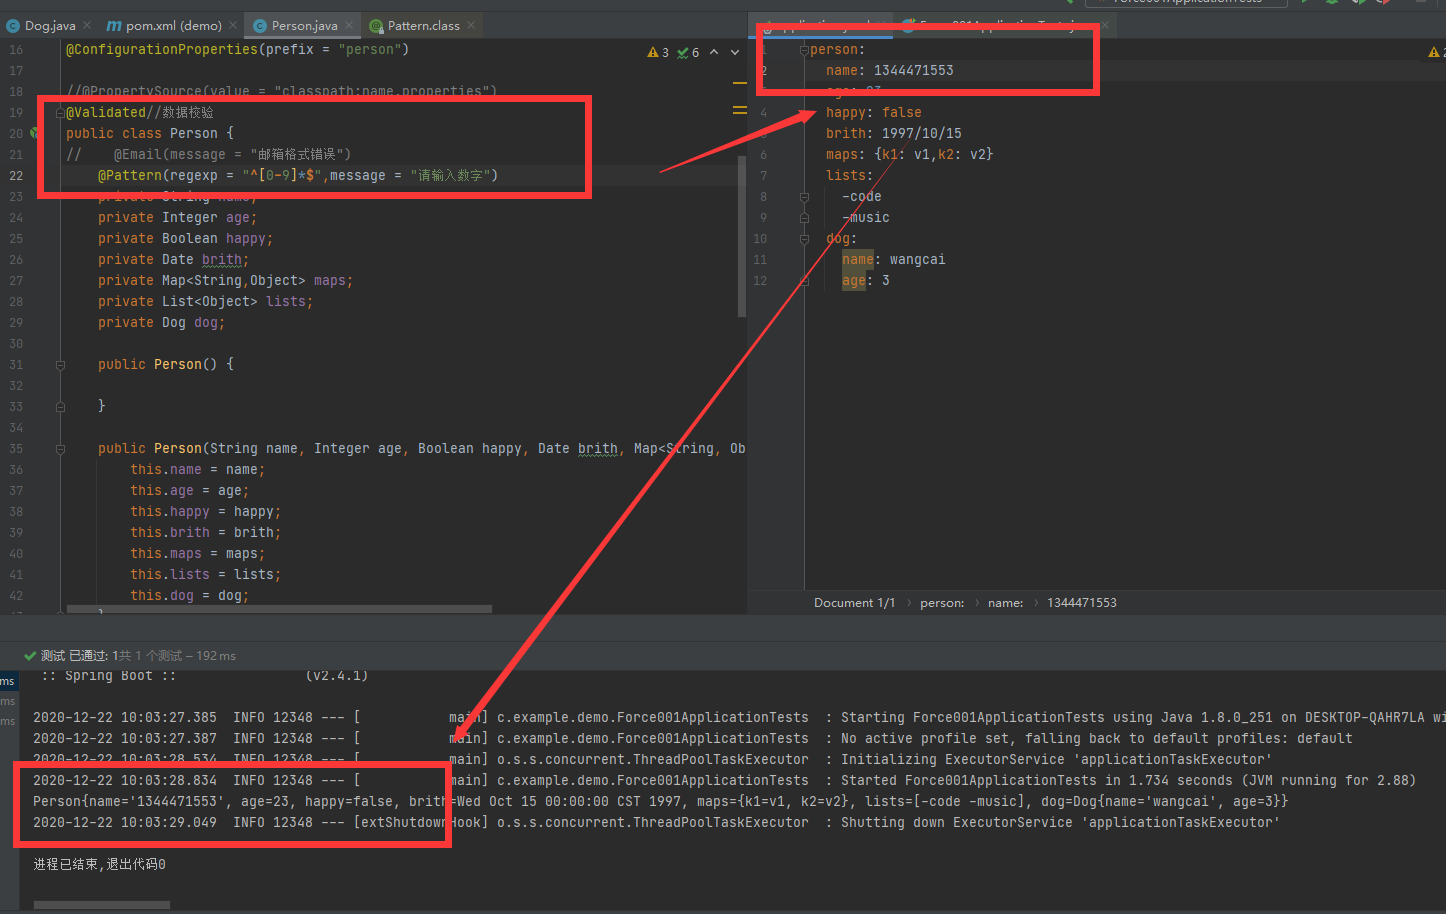 Dog.java
pom.xml (demo)
Person.java
Pattern.class
16 @ConfigurationProperties(prefix = "person")
3 6
17
18 //@PropertySource(value = "classpath:name.properties")
19 @Validated//数据校验
20 public class Person {
21 //    @Email(message = "邮箱格式错误")
22 @Pattern(regexp = "^[0-9]*$",message = "请输入数字")
23 private String name;
24 private Integer age;
25 private Boolean happy;
26 private Date brith;
27 private Map<String,Object> maps;
28 private List<Object> lists;
29 private Dog dog;
30
31 public Person() {
32
33 }
34
35 public Person(String name, Integer age, Boolean happy, Date brith, Map<String, Ob
36 this.name = name;
37 this.age = age;
38 this.happy = happy;
39 this.brith = brith;
40 this.maps = maps;
41 this.lists = lists;
42 this.dog = dog;
person:
2 name: 1344471553
age: 23
4 happy: false
brith: 1997/10/15
6 maps: {k1: v1,k2: v2}
7 lists:
8 -code
9 -music
10 dog:
11 name: wangcai
12 age: 3
Document 1/1 › person: › name: › 1344471553
测试 已通过: 1共 1 个测试 – 192 ms
ms
ms
ms
:: Spring Boot ::                (v2.4.1)
2020-12-22 10:03:27.385  INFO 12348 --- [           main] c.example.demo.Force001ApplicationTests  : Starting Force001ApplicationTests using Java 1.8.0_251 on DESKTOP-QAHR7LA wi
2020-12-22 10:03:27.387  INFO 12348 --- [           main] c.example.demo.Force001ApplicationTests  : No active profile set, falling back to default profiles: default
2020-12-22 10:03:28.534  INFO 12348 --- [           main] o.s.s.concurrent.ThreadPoolTaskExecutor  : Initializing ExecutorService 'applicationTaskExecutor'
2020-12-22 10:03:28.834  INFO 12348 --- [           main] c.example.demo.Force001ApplicationTests  : Started Force001ApplicationTests in 1.734 seconds (JVM running for 2.88)
Person{name='1344471553', age=23, happy=false, brith=Wed Oct 15 00:00:00 CST 1997, maps={k1=v1, k2=v2}, lists=[-code -music], dog=Dog{name='wangcai', age=3}}
2020-12-22 10:03:29.049  INFO 12348 --- [extShutdownHook] o.s.s.concurrent.ThreadPoolTaskExecutor  : Shutting down ExecutorService 'applicationTaskExecutor'
进程已结束,退出代码0